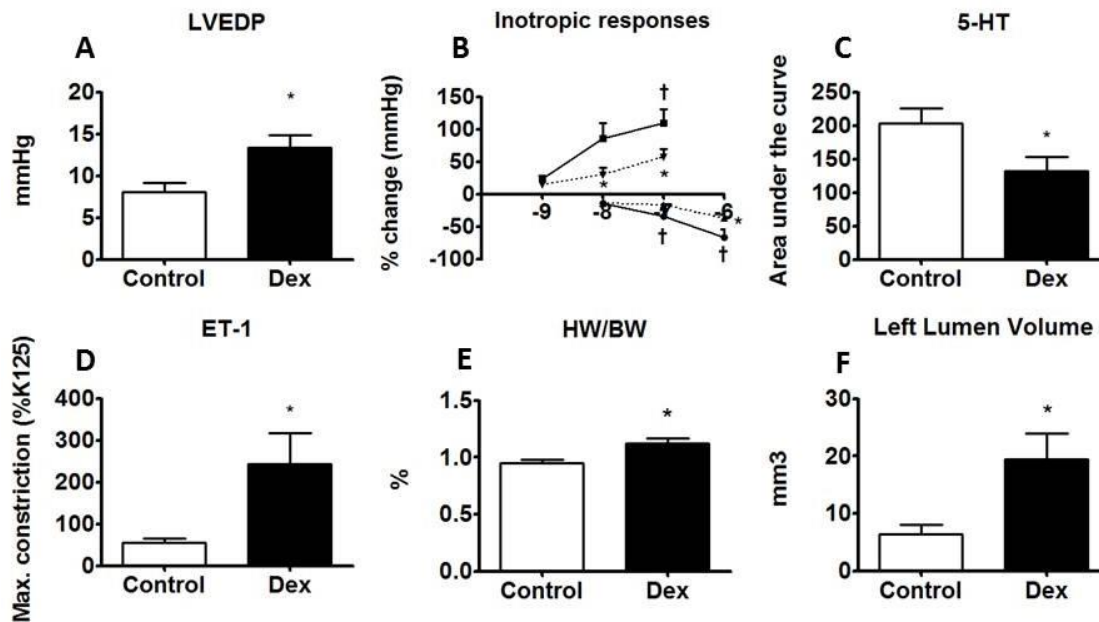 A
LVEDP
mmHg
20
15
10
5
0
*
Control
Dex
B
Inotropic responses
% change (mmHg)
150
100
50
0
-50
-100
-9
-8
-7
-6
†
*
*
*
†
†
C
5-HT
Area under the curve
250
200
150
100
50
0
*
Control
Dex
D
ET-1
Max. constriction (%K125)
400
300
200
100
0
*
Control
Dex
E
HW/BW
%
1.5
1.0
0.5
0.0
*
Control
Dex
F
Left Lumen Volume
mm3
30
20
10
0
*
Control
Dex